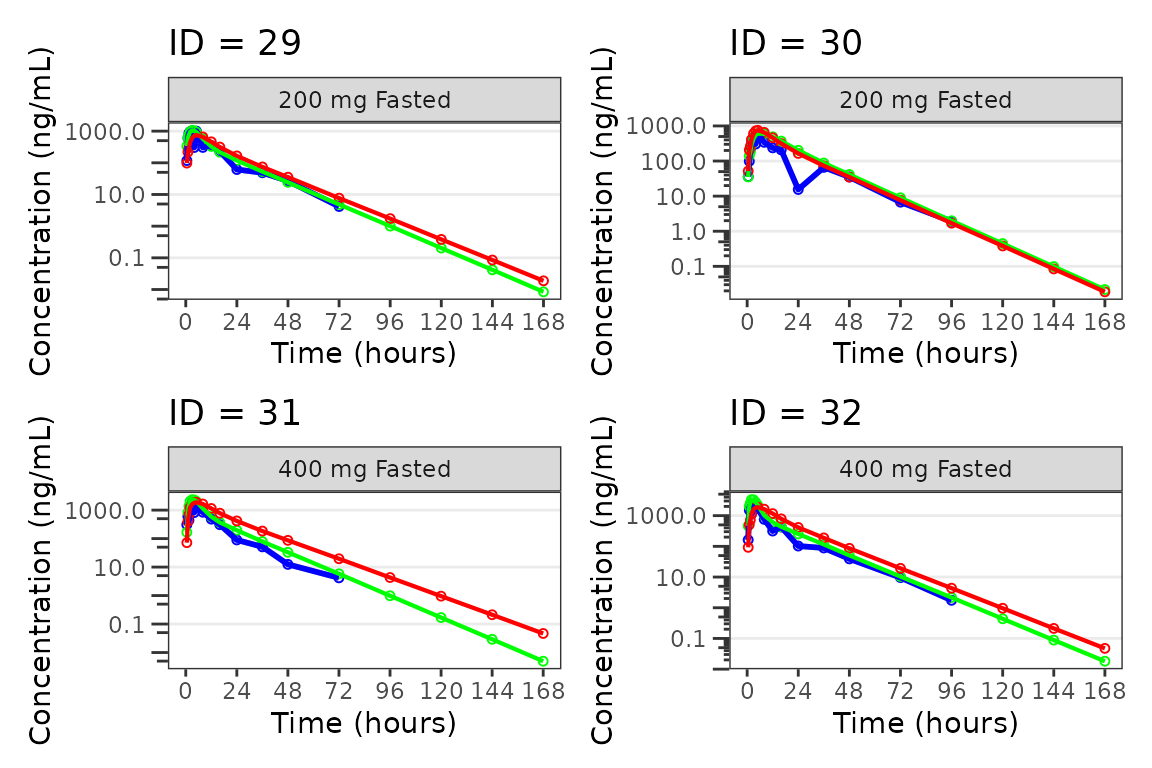 ID = 29
200 mg Fasted
Concentration (ng/mL)
1000.0
10.0
0.1
0 24 48 72 96 120 144 168
Time (hours)
ID = 30
200 mg Fasted
Concentration (ng/mL)
1000.0
100.0
10.0
1.0
0.1
0 24 48 72 96 120 144 168
Time (hours)
ID = 31
400 mg Fasted
Concentration (ng/mL)
1000.0
10.0
0.1
0 24 48 72 96 120 144 168
Time (hours)
ID = 32
400 mg Fasted
Concentration (ng/mL)
1000.0
10.0
0.1
0 24 48 72 96 120 144 168
Time (hours)